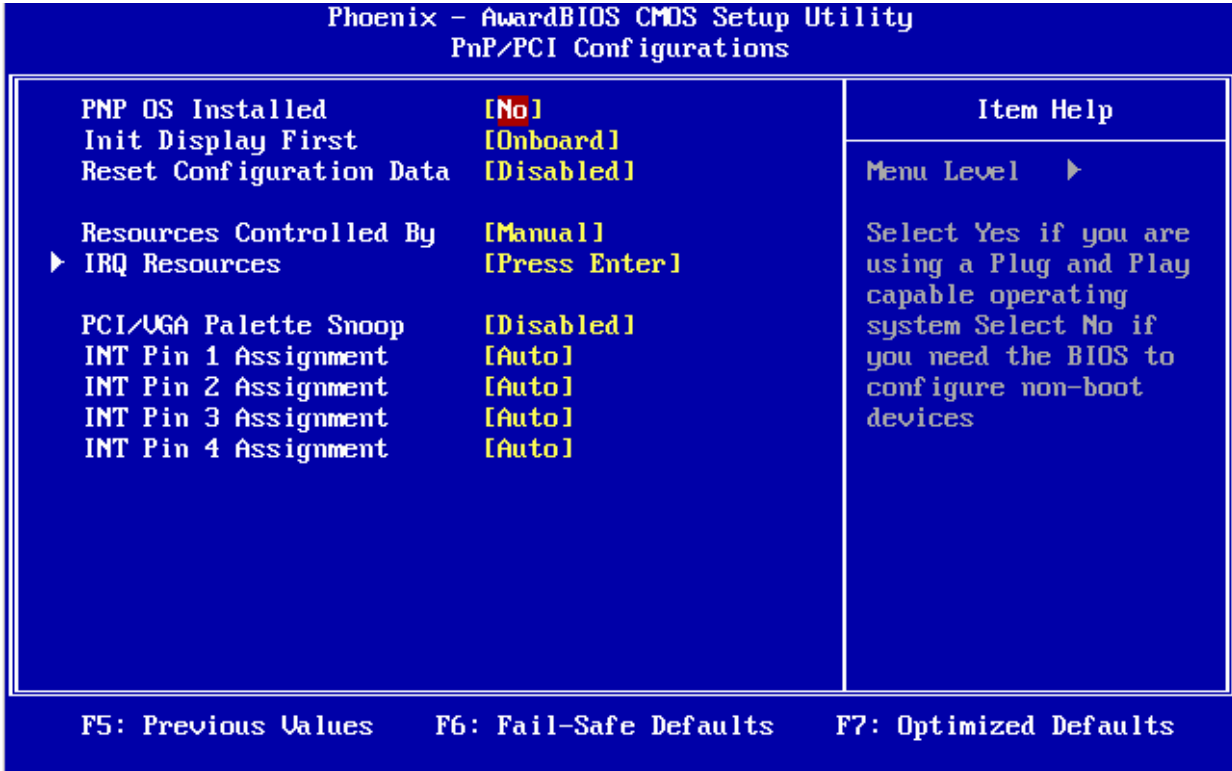 Phoenix - AwardBIOS CMOS Setup Utility
PnP/PCI Configurations
PNP OS Installed [No]
Init Display First [Onboard]
Reset Configuration Data [Disabled]
Resources Controlled By [Manual]
IRQ Resources [Press Enter]
PCI/VGA Palette Snoop [Disabled]
INT Pin 1 Assignment [Auto]
INT Pin 2 Assignment [Auto]
INT Pin 3 Assignment [Auto]
INT Pin 4 Assignment [Auto]
Item Help
Menu Level
Select Yes if you are
using a Plug and Play
capable operating
system Select No if
you need the BIOS to
configure non-boot
devices
F5: Previous Values F6: Fail-Safe Defaults F7: Optimized Defaults